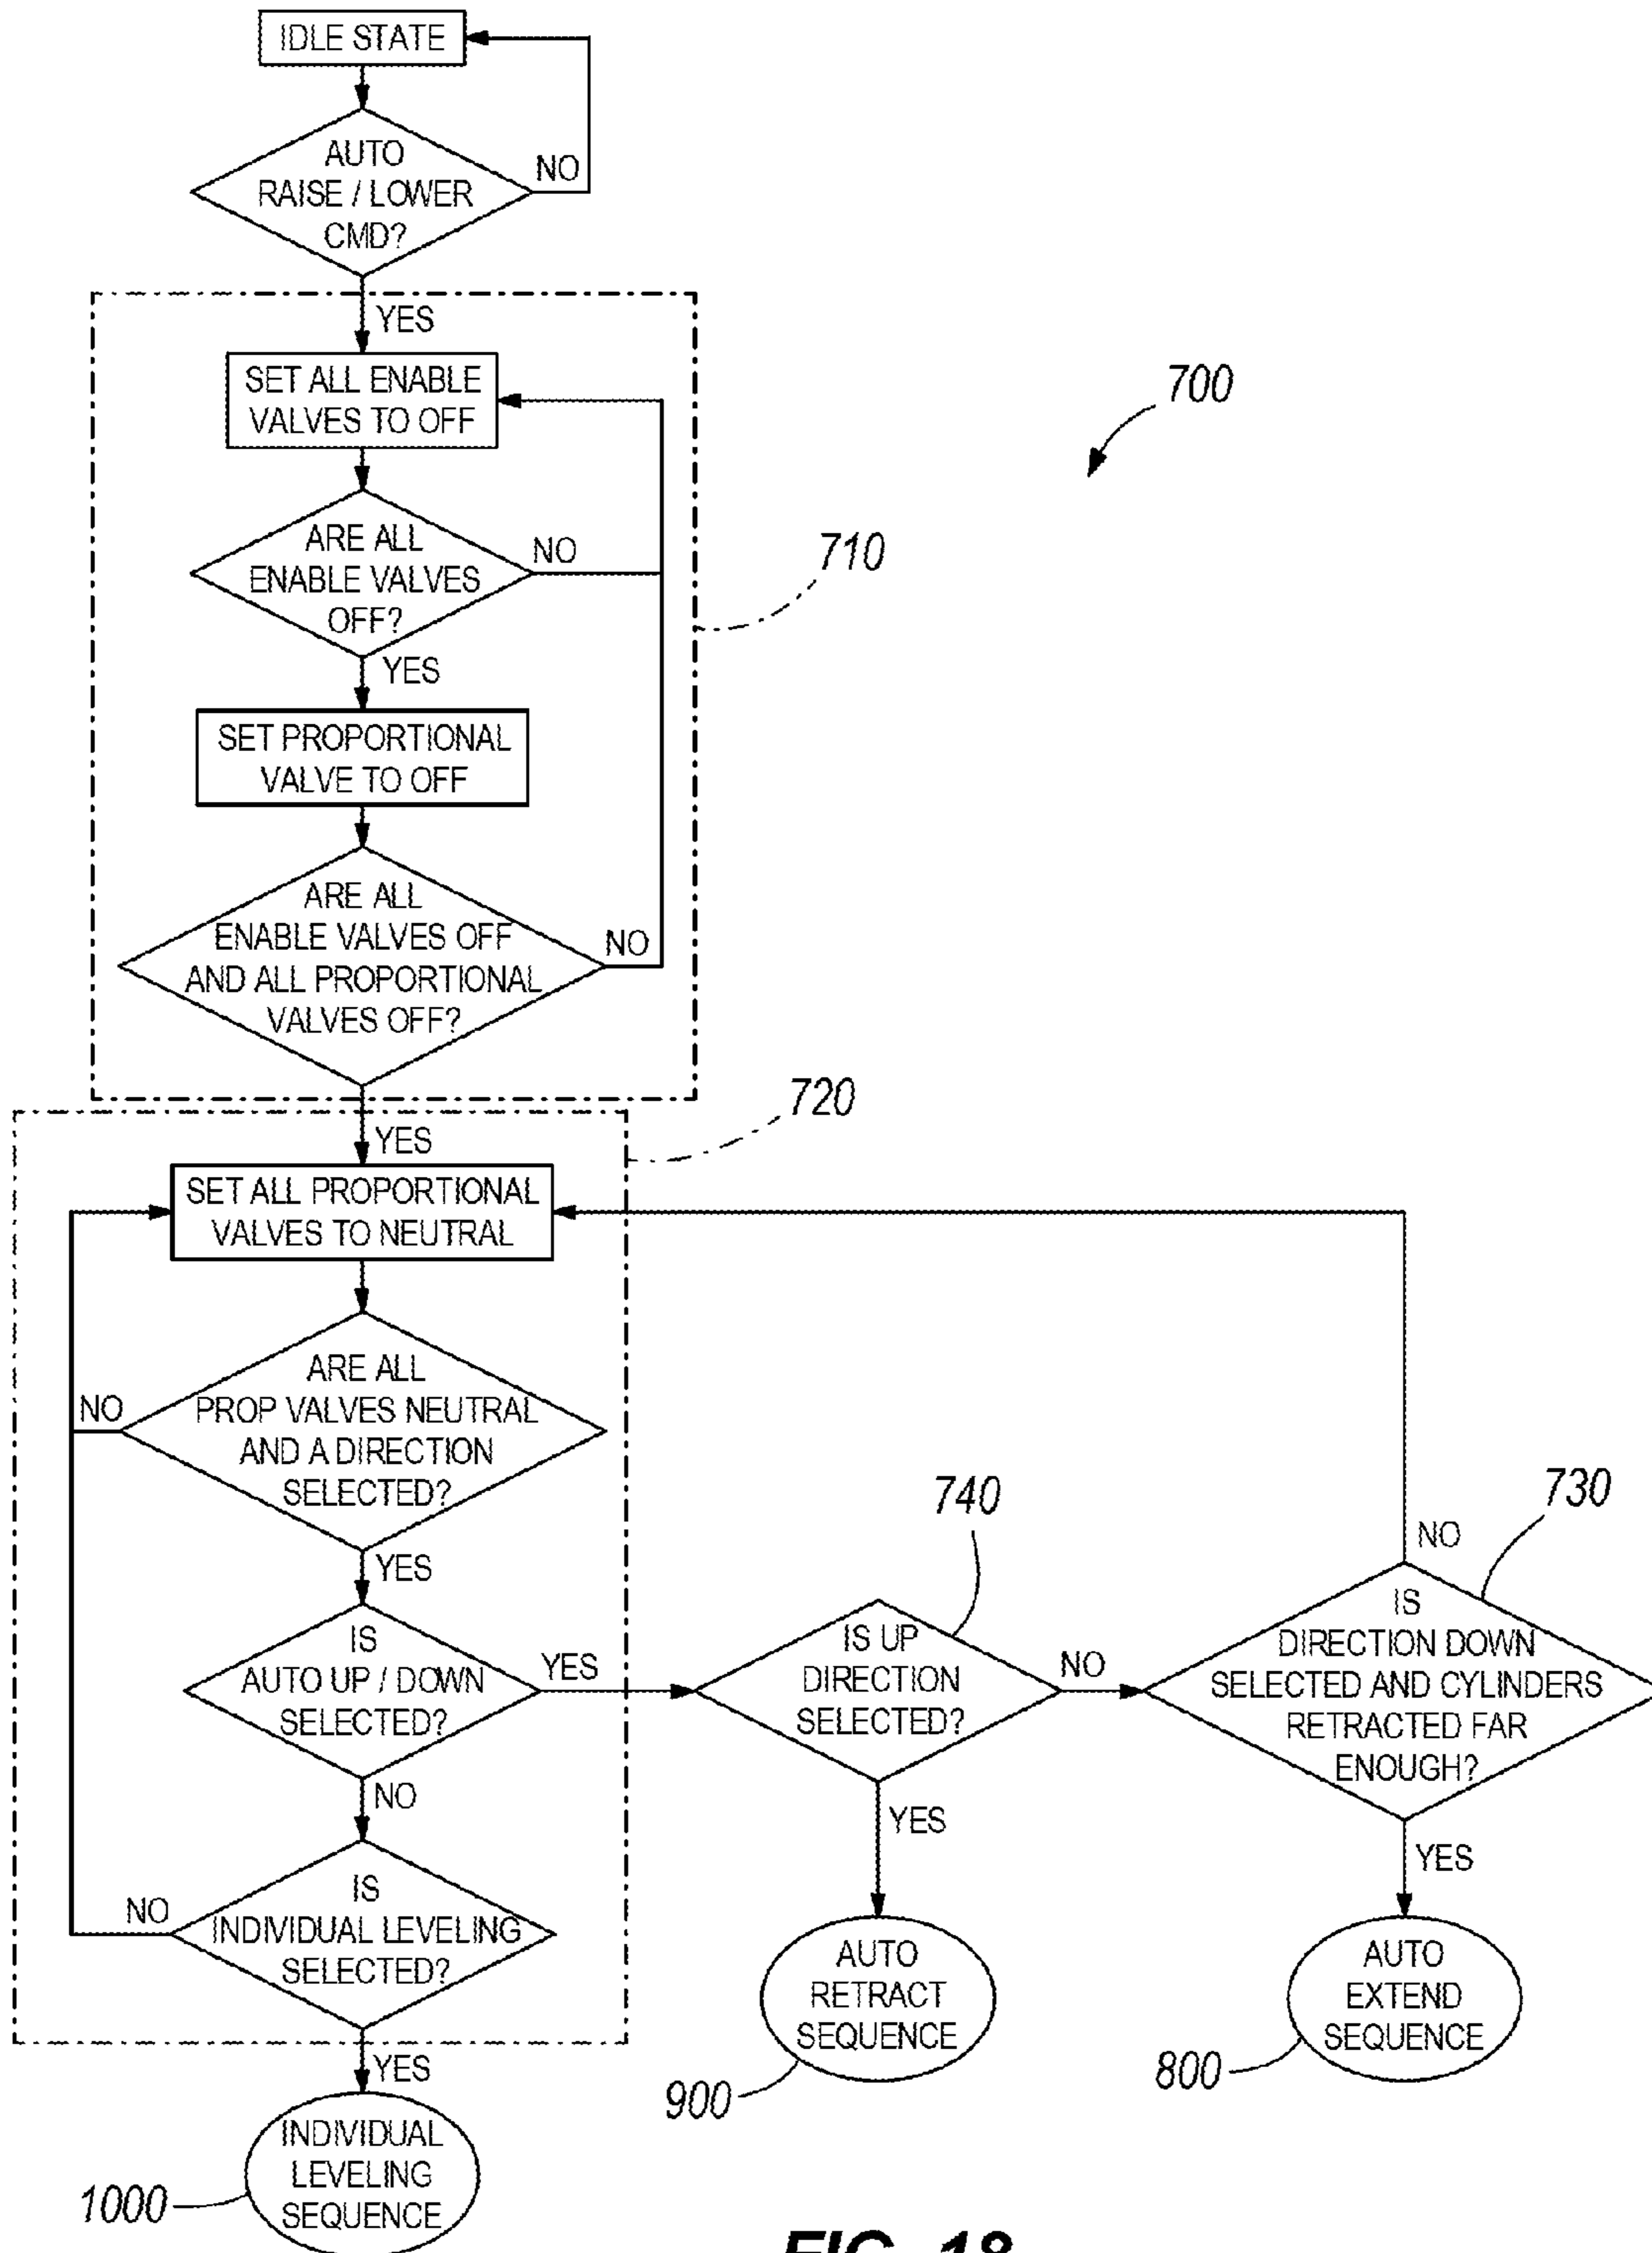 IDLE STATE
AUTO
RAISE / LOWER
CMD?
NO
YES
SET ALL ENABLE
VALVES TO OFF
700
ARE ALL
ENABLE VALVES
OFF?
NO
710
YES
SET PROPORTIONAL
VALVE TO OFF
ARE ALL
ENABLE VALVES OFF
AND ALL PROPORTIONAL
VALVES OFF?
NO
720
YES
SET ALL PROPORTIONAL
VALVES TO NEUTRAL
ARE ALL
PROP VALVES NEUTRAL
AND A DIRECTION
SELECTED?
NO
YES
IS
AUTO UP / DOWN
SELECTED?
YES
740
IS UP
DIRECTION
SELECTED?
NO
730
NO
IS
DIRECTION DOWN
SELECTED AND CYLINDERS
RETRACTED FAR
ENOUGH?
NO
YES
YES
IS
INDIVIDUAL LEVELING
SELECTED?
NO
AUTO
RETRACT
SEQUENCE
900
AUTO
EXTEND
SEQUENCE
800
YES
INDIVIDUAL
LEVELING
SEQUENCE
1000
FIG. 18